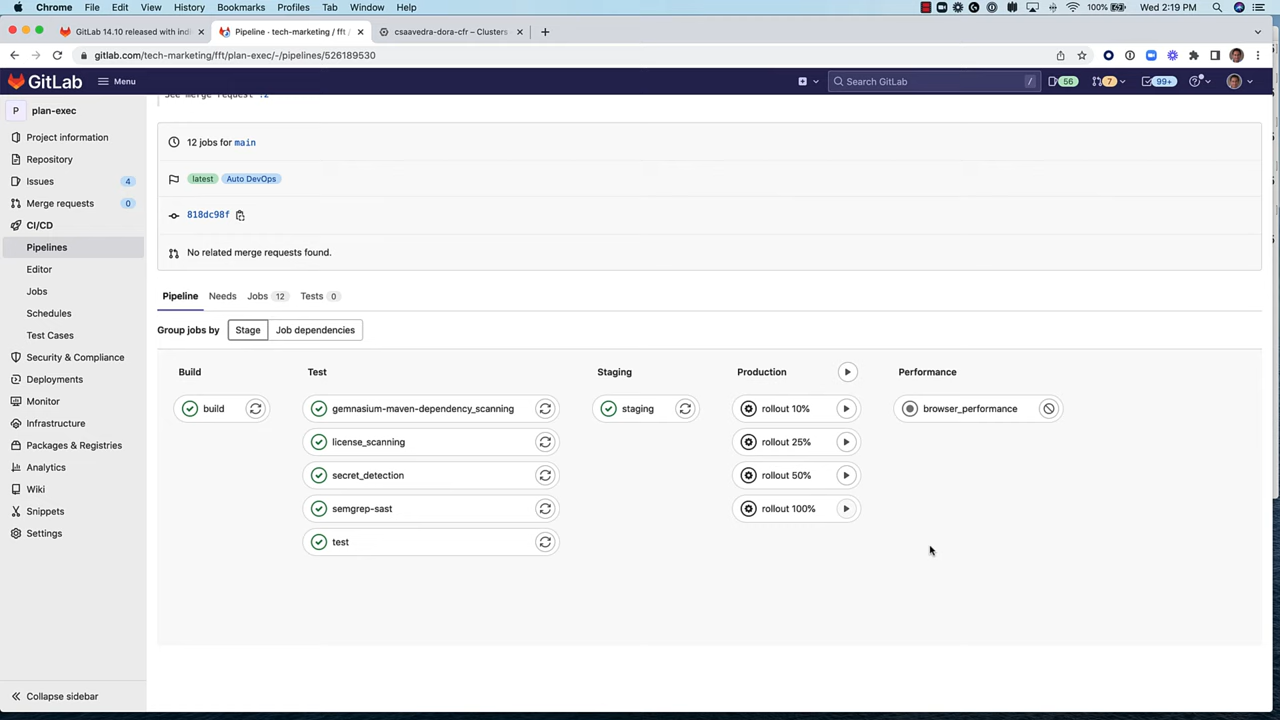 Chrome File Edit View History Bookmarks Profiles Tab Window Help 100% Wed 2:19 PM
GitLab 14.10 released with indi Pipeline · tech-marketing / fft / csaavedra-dora-cfr – Clusters
gitlab.com/tech-marketing/fft/plan-exec/-/pipelines/526189530
GitLab Menu Search GitLab / 56 7 99+
See merge request !2
P plan-exec
Project information
Repository
Issues 4
Merge requests 0
CI/CD
Pipelines
Editor
Jobs
Schedules
Test Cases
Security & Compliance
Deployments
Monitor
Infrastructure
Packages & Registries
Analytics
Wiki
Snippets
Settings
Collapse sidebar
12 jobs for main
latest Auto DevOps
818dc98f
No related merge requests found.
Pipeline Needs Jobs 12 Tests 0
Group jobs by Stage Job dependencies
Build
build
Test
gemnasium-maven-dependency_scanning
license_scanning
secret_detection
semgrep-sast
test
Staging
staging
Production
rollout 10%
rollout 25%
rollout 50%
rollout 100%
Performance
browser_performance